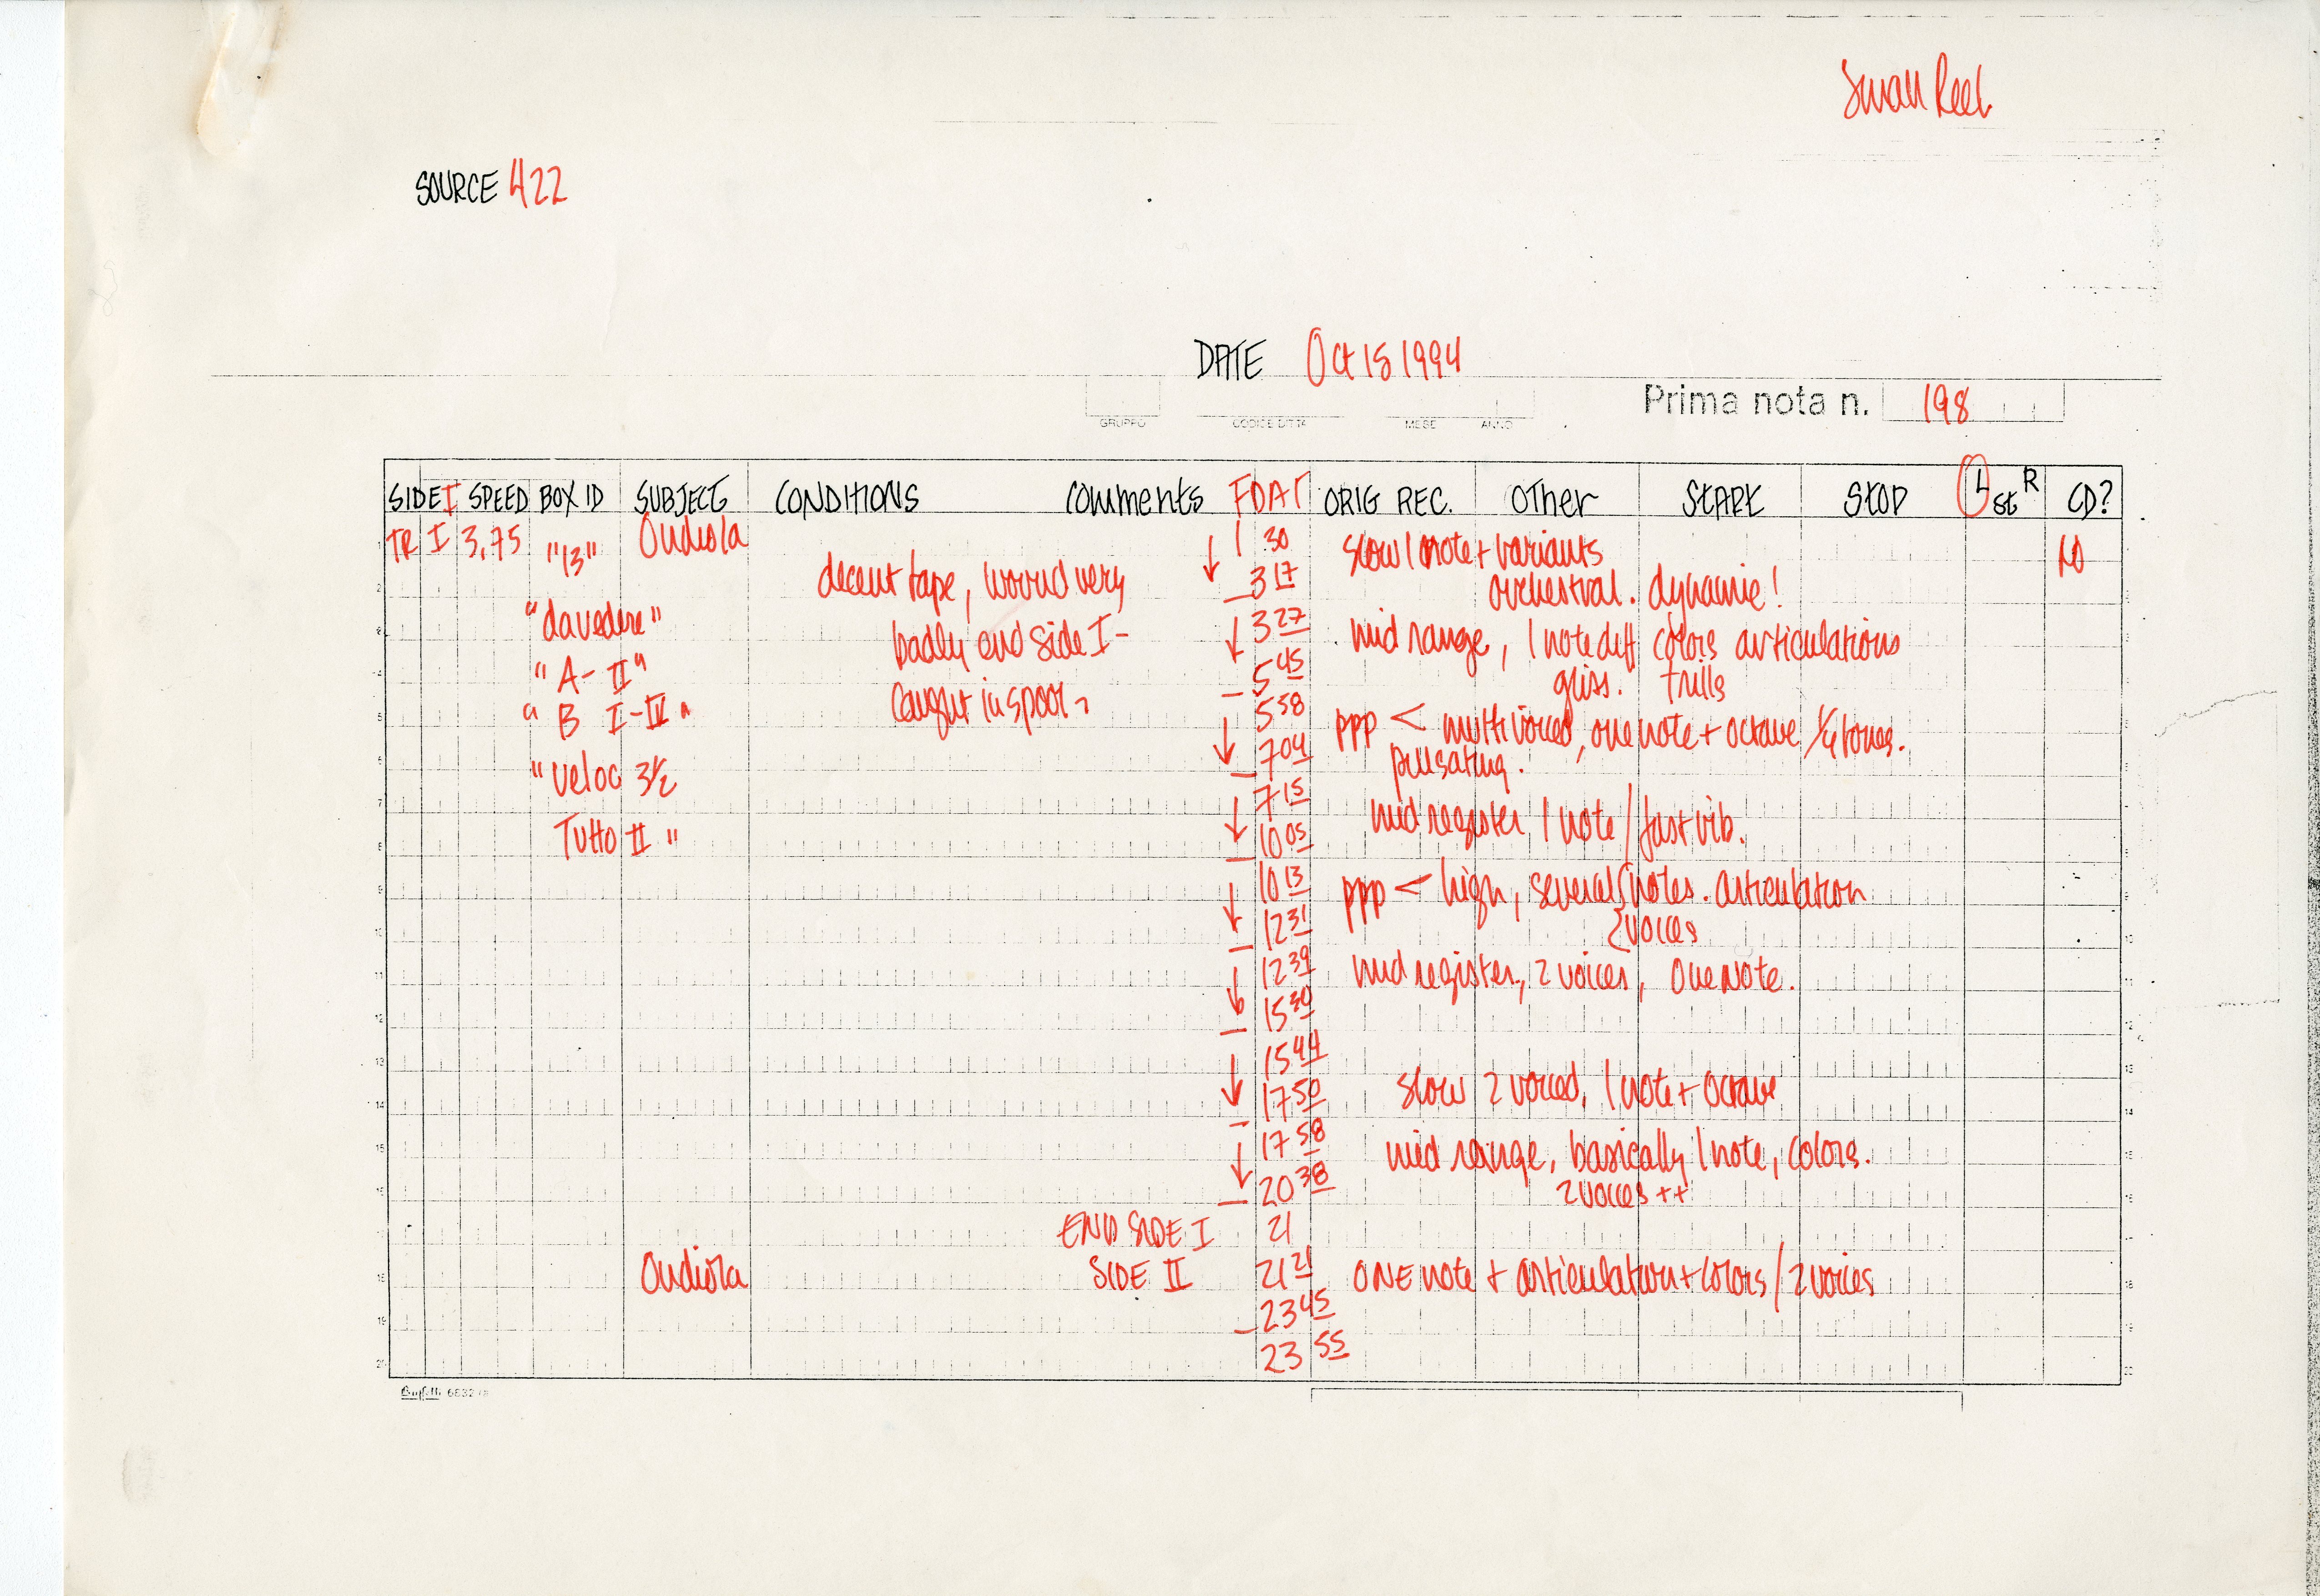 Small Reel
SOURCE 422
DATE Oct 18 1994
Prima nota n. 198
GRUPPO CODICE DITTA MESE ANNO
SIDE I SPEED BOX ID SUBJECT CONDITIONS Comments FDAT ORIG REC. Other START STOP L st R CD?
TR I 3,75 "13" Ondiola 1 30 slow 1 note + variants NO
decent tape, wound very 3 17 orchestral. dynamic!
"davedere" badly end side I- 3 27 mid range, 1 note diff colors articulations
"A- II" 5 45 gliss. trills
"B I-IV" caught in spool 5 58 ppp < multivoiced, one note + octave 1/4 tones.
"veloc 3/2 7 04 pulsating.
7 15 mid register 1 note / fast vib.
Tutto II" 10 05
10 13 ppp < high, several notes. articulation
12 31 2 voices
12 39 mid register, 2 voices, One Note.
15 30
15 44
17 50 slow 2 voiced, 1 note + octave
17 58 mid range, basically 1 note, colors.
20 38 2 voices ++
END SIDE I 21
Ondiola SIDE II 21 21 ONE note + articulation + colors / 2 voices
23 45
23 55
Buffetti 6832